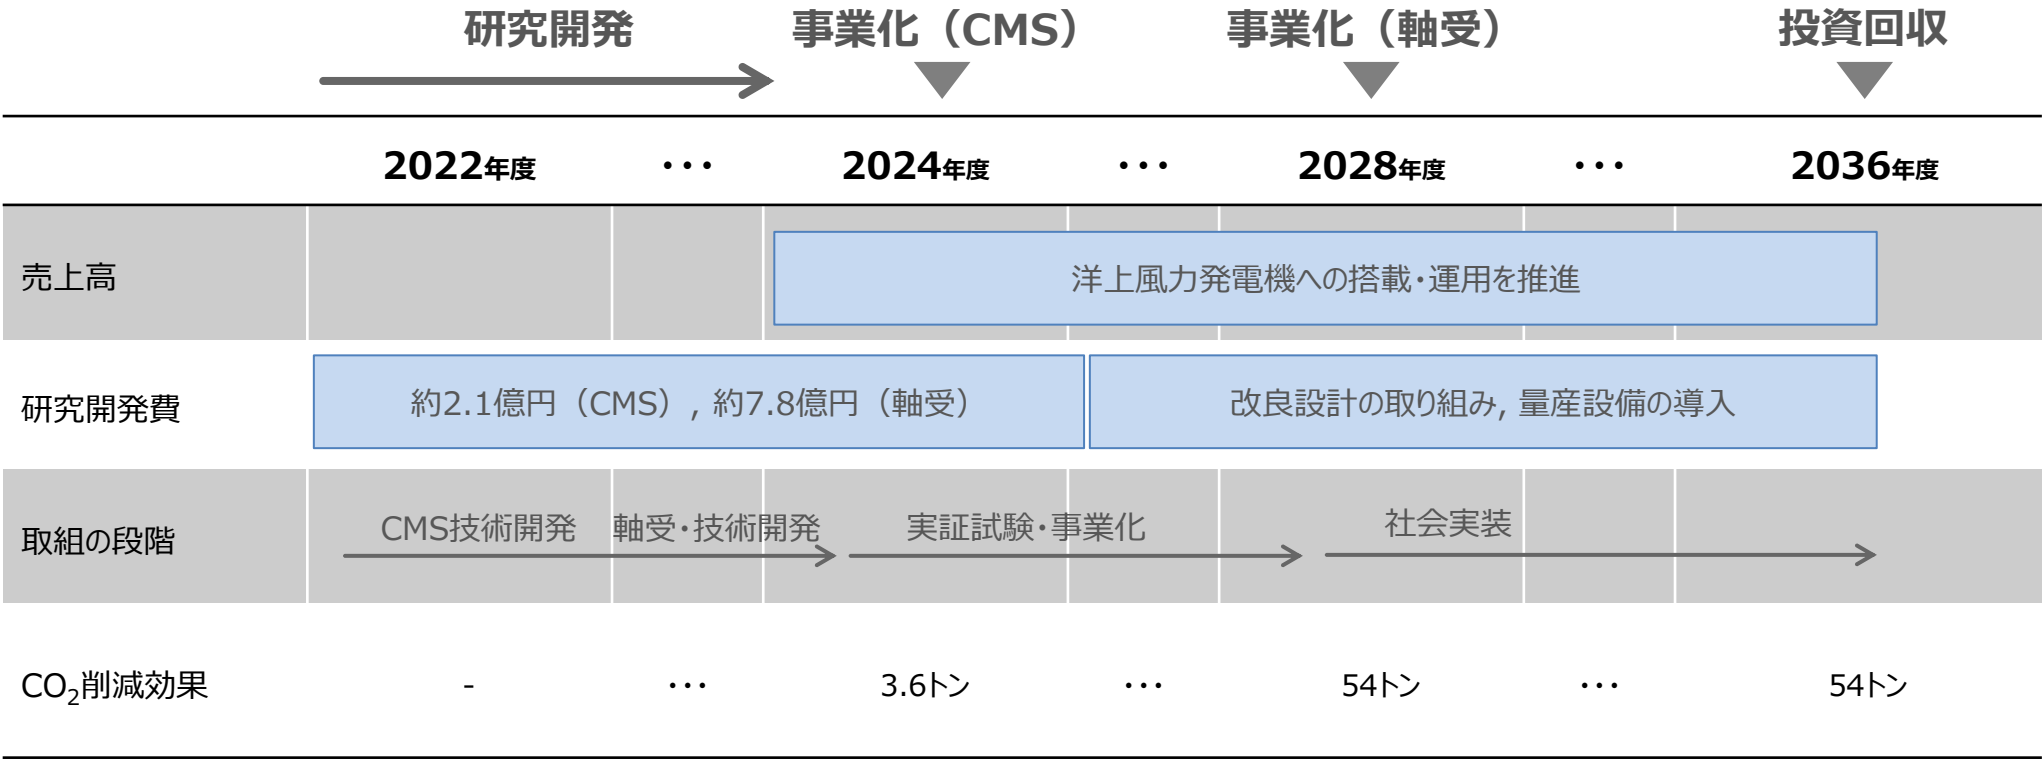 研究開発 事業化（CMS） 事業化（軸受） 投資回収
2022年度 ･･･ 2024年度 ･･･ 2028年度 ･･･ 2036年度
売上高 洋上風力発電機への搭載･運用を推進
研究開発費 約2.1億円（CMS）, 約7.8億円（軸受） 改良設計の取り組み, 量産設備の導入
取組の段階 CMS技術開発 軸受･技術開発 実証試験･事業化 社会実装
CO₂削減効果 - ･･･ 3.6トン ･･･ 54トン ･･･ 54トン